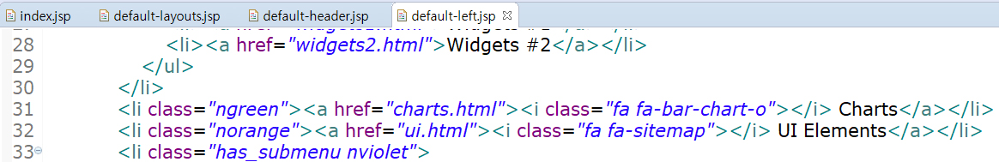 index.jsp default-layouts.jsp default-header.jsp default-left.jsp
28 <li><a href="widgets2.html">Widgets #2</a></li>
29 </ul>
30 </li>
31 <li class="ngreen"><a href="charts.html"><i class="fa fa-bar-chart-o"></i> Charts</a></li>
32 <li class="norange"><a href="ui.html"><i class="fa fa-sitemap"></i> UI Elements</a></li>
33 <li class="has_submenu nviolet">